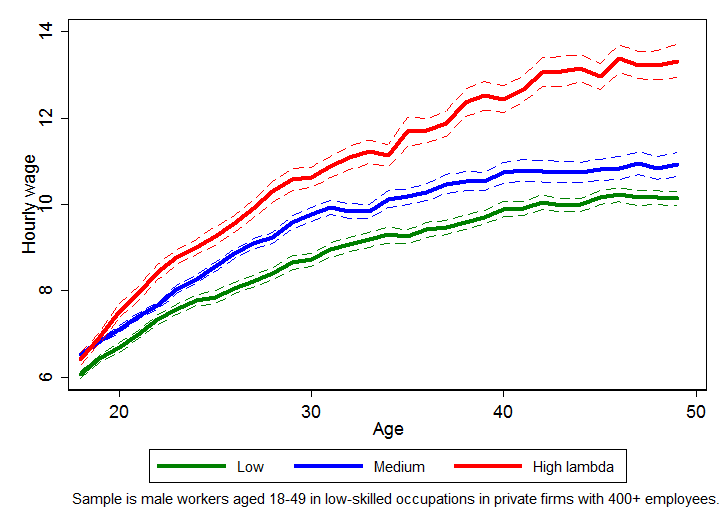 14
12
10
8
6
Hourly wage
20 30 40 50
Age
Low Medium High lambda
Sample is male workers aged 18-49 in low-skilled occupations in private firms with 400+ employees.